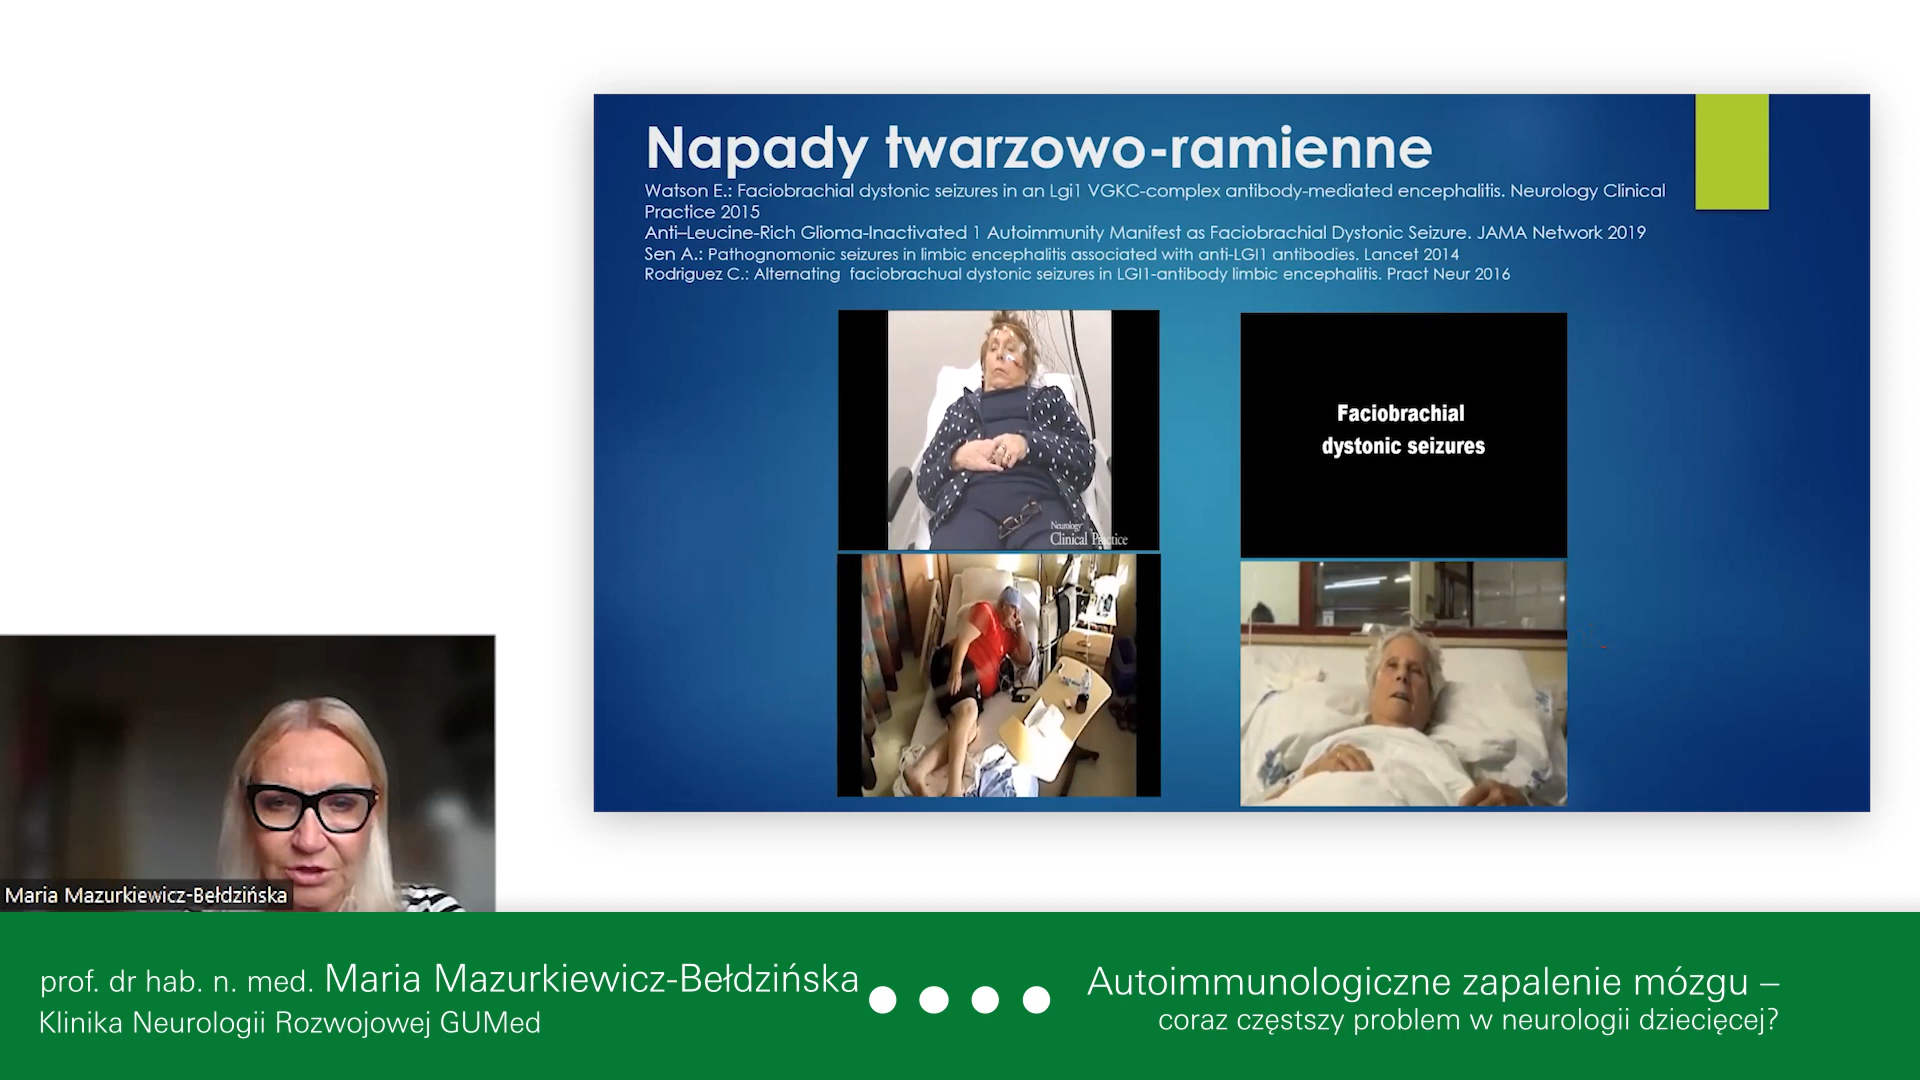 Napady twarzowo-ramienne
Watson E.: Faciobrachial dystonic seizures in an Lgi1 VGKC-complex antibody-mediated encephalitis. Neurology Clinical
Practice 2015
Anti–Leucine-Rich Glioma-Inactivated 1 Autoimmunity Manifest as Faciobrachial Dystonic Seizure. JAMA Network 2019
Sen A.: Pathognomonic seizures in limbic encephalitis associated with anti-LGI1 antibodies. Lancet 2014
Rodriguez C.: Alternating faciobrachual dystonic seizures in LGI1-antibody limbic encephalitis. Pract Neur 2016
Faciobrachial
dystonic seizures
Neurology
Clinical Practice
Maria Mazurkiewicz-Bełdzińska
prof. dr hab. n. med. Maria Mazurkiewicz-Bełdzińska
Klinika Neurologii Rozwojowej GUMed
Autoimmunologiczne zapalenie mózgu –
coraz częstszy problem w neurologii dziecięcej?